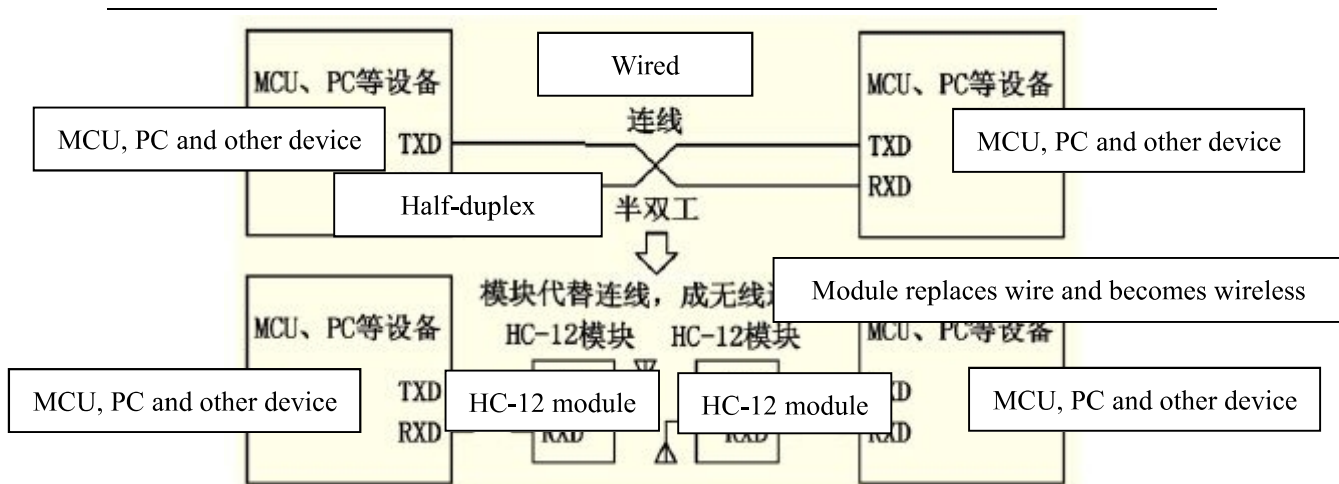 MCU、PC等设备
Wired
MCU、PC等设备
MCU, PC and other device
TXD
连线
TXD
MCU, PC and other device
RXD
Half-duplex
半双工
模块代替连线，成无线
Module replaces wire and becomes wireless
MCU、PC等设备
HC-12模块
HC-12模块
MCU、PC等设备
MCU, PC and other device
TXD
HC-12 module
HC-12 module
MCU, PC and other device
RXD
RXD
RXD
RXD